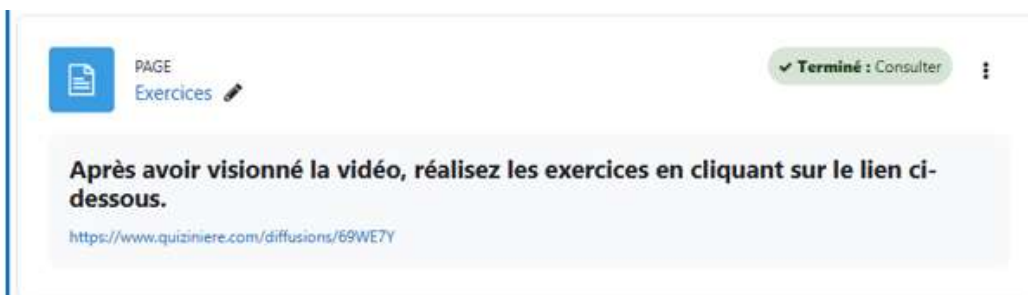 PAGE
Exercices
✔ Terminé : Consulter
Après avoir visionné la vidéo, réalisez les exercices en cliquant sur le lien ci-
dessous.
https://www.quiziniere.com/diffusions/69WE7Y